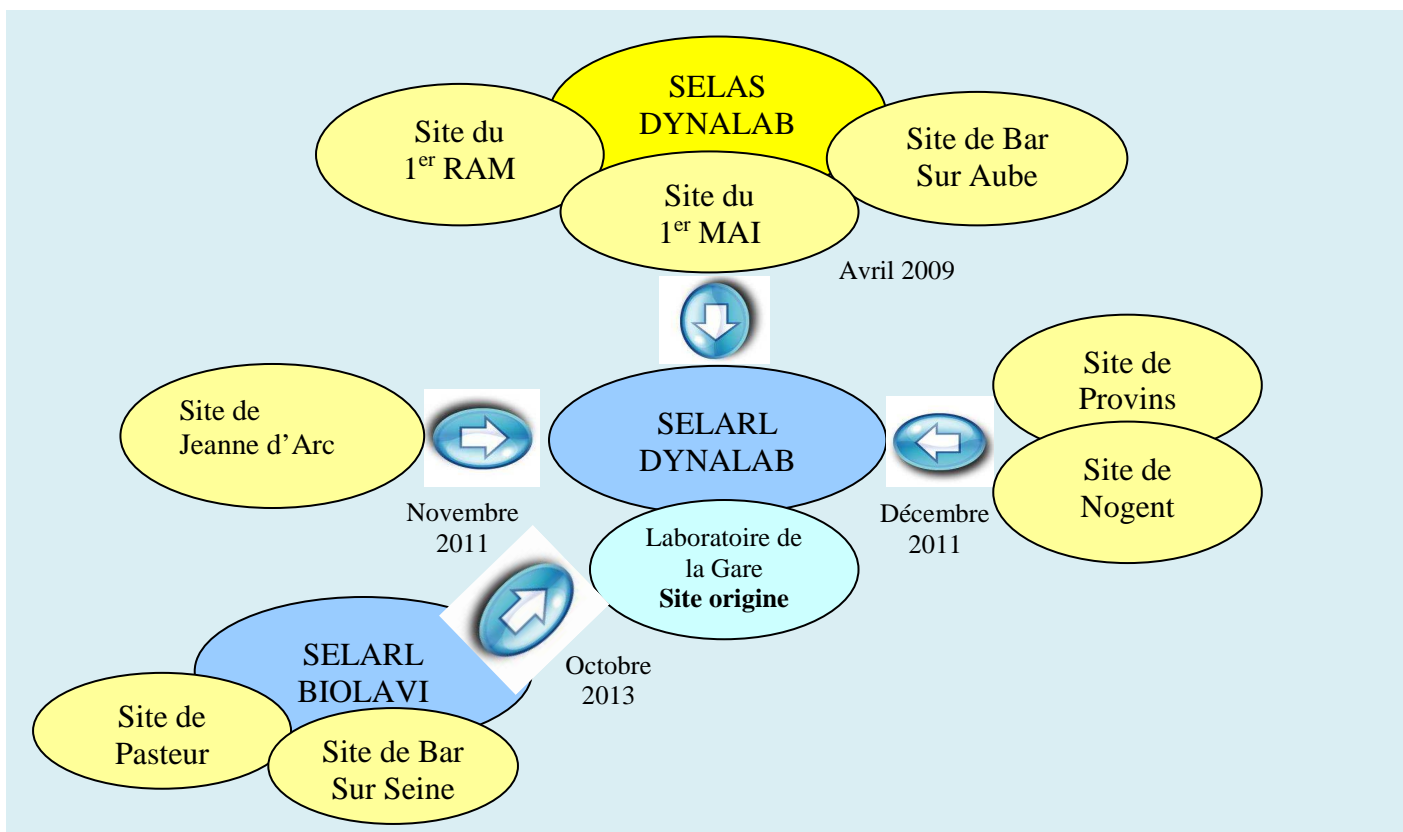 SELAS
DYNALAB
Site du
1er RAM
Site de Bar
Sur Aube
Site du
1er MAI
Avril 2009
Site de
Provins
Site de
Jeanne d’Arc
SELARL
DYNALAB
Site de
Nogent
Novembre
2011
Décembre
2011
Laboratoire de
la Gare
Site origine
SELARL
BIOLAVI
Octobre
2013
Site de
Pasteur
Site de Bar
Sur Seine